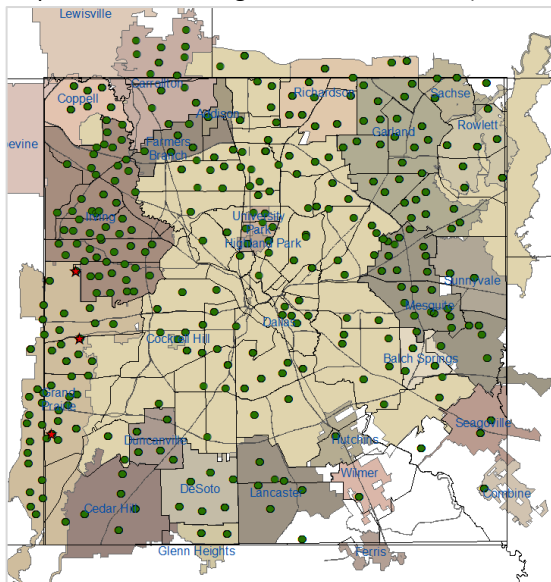 Lewisville
Carrollton
Coppell
Richardson
Sachse
Addison
Rowlett
Garland
Farmers
Branch
evine
Irving
University
Park
Highland Park
Sunnyvale
Mesquite
Dallas
Cockrell Hill
Balch Springs
Grand
Prairie
Seagoville
Duncanville
Hutchins
Wilmer
DeSoto
Lancaster
Combine
Cedar Hill
Glenn Heights
Ferris